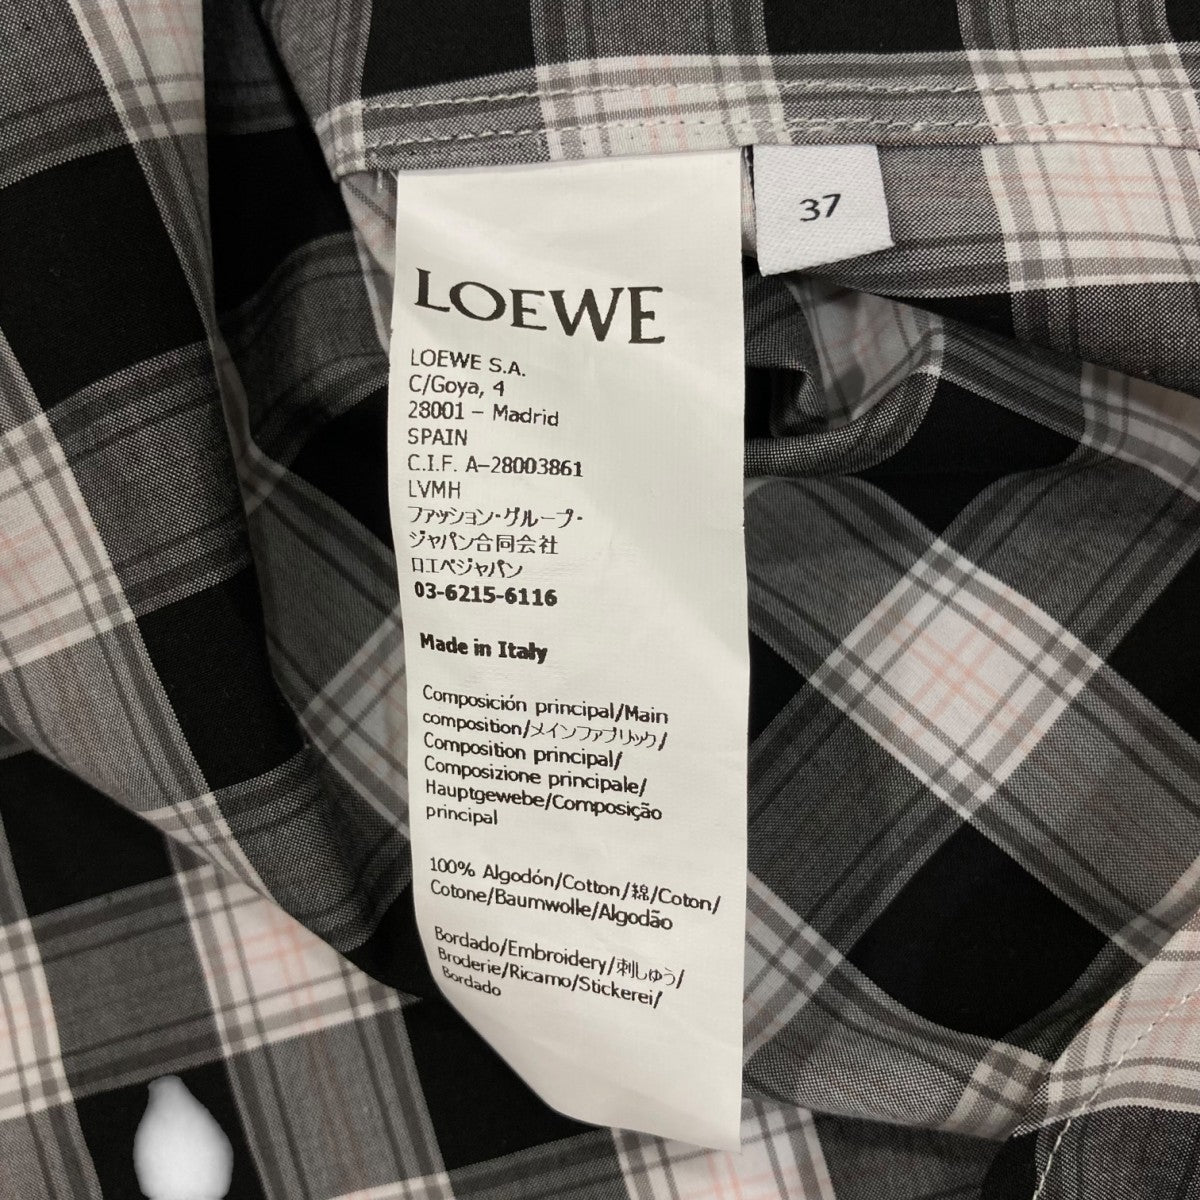 37
LOEWE
LOEWE S.A.
C/Goya, 4
28001 – Madrid
SPAIN
C.I.F. A-28003861
LVMH
ファッション・グループ・
ジャパン合同会社
ロエベジャパン
03-6215-6116
Made in Italy
Composición principal/Main
composition/メインファブリック/
Composition principal/
Composizione principale/
Hauptgewebe/Composição
principal
100% Algodón/Cotton/綿/Coton/
Cotone/Baumwolle/Algodão
Bordado/Embroidery/刺しゅう/
Broderie/Ricamo/Stickerei/
Bordado